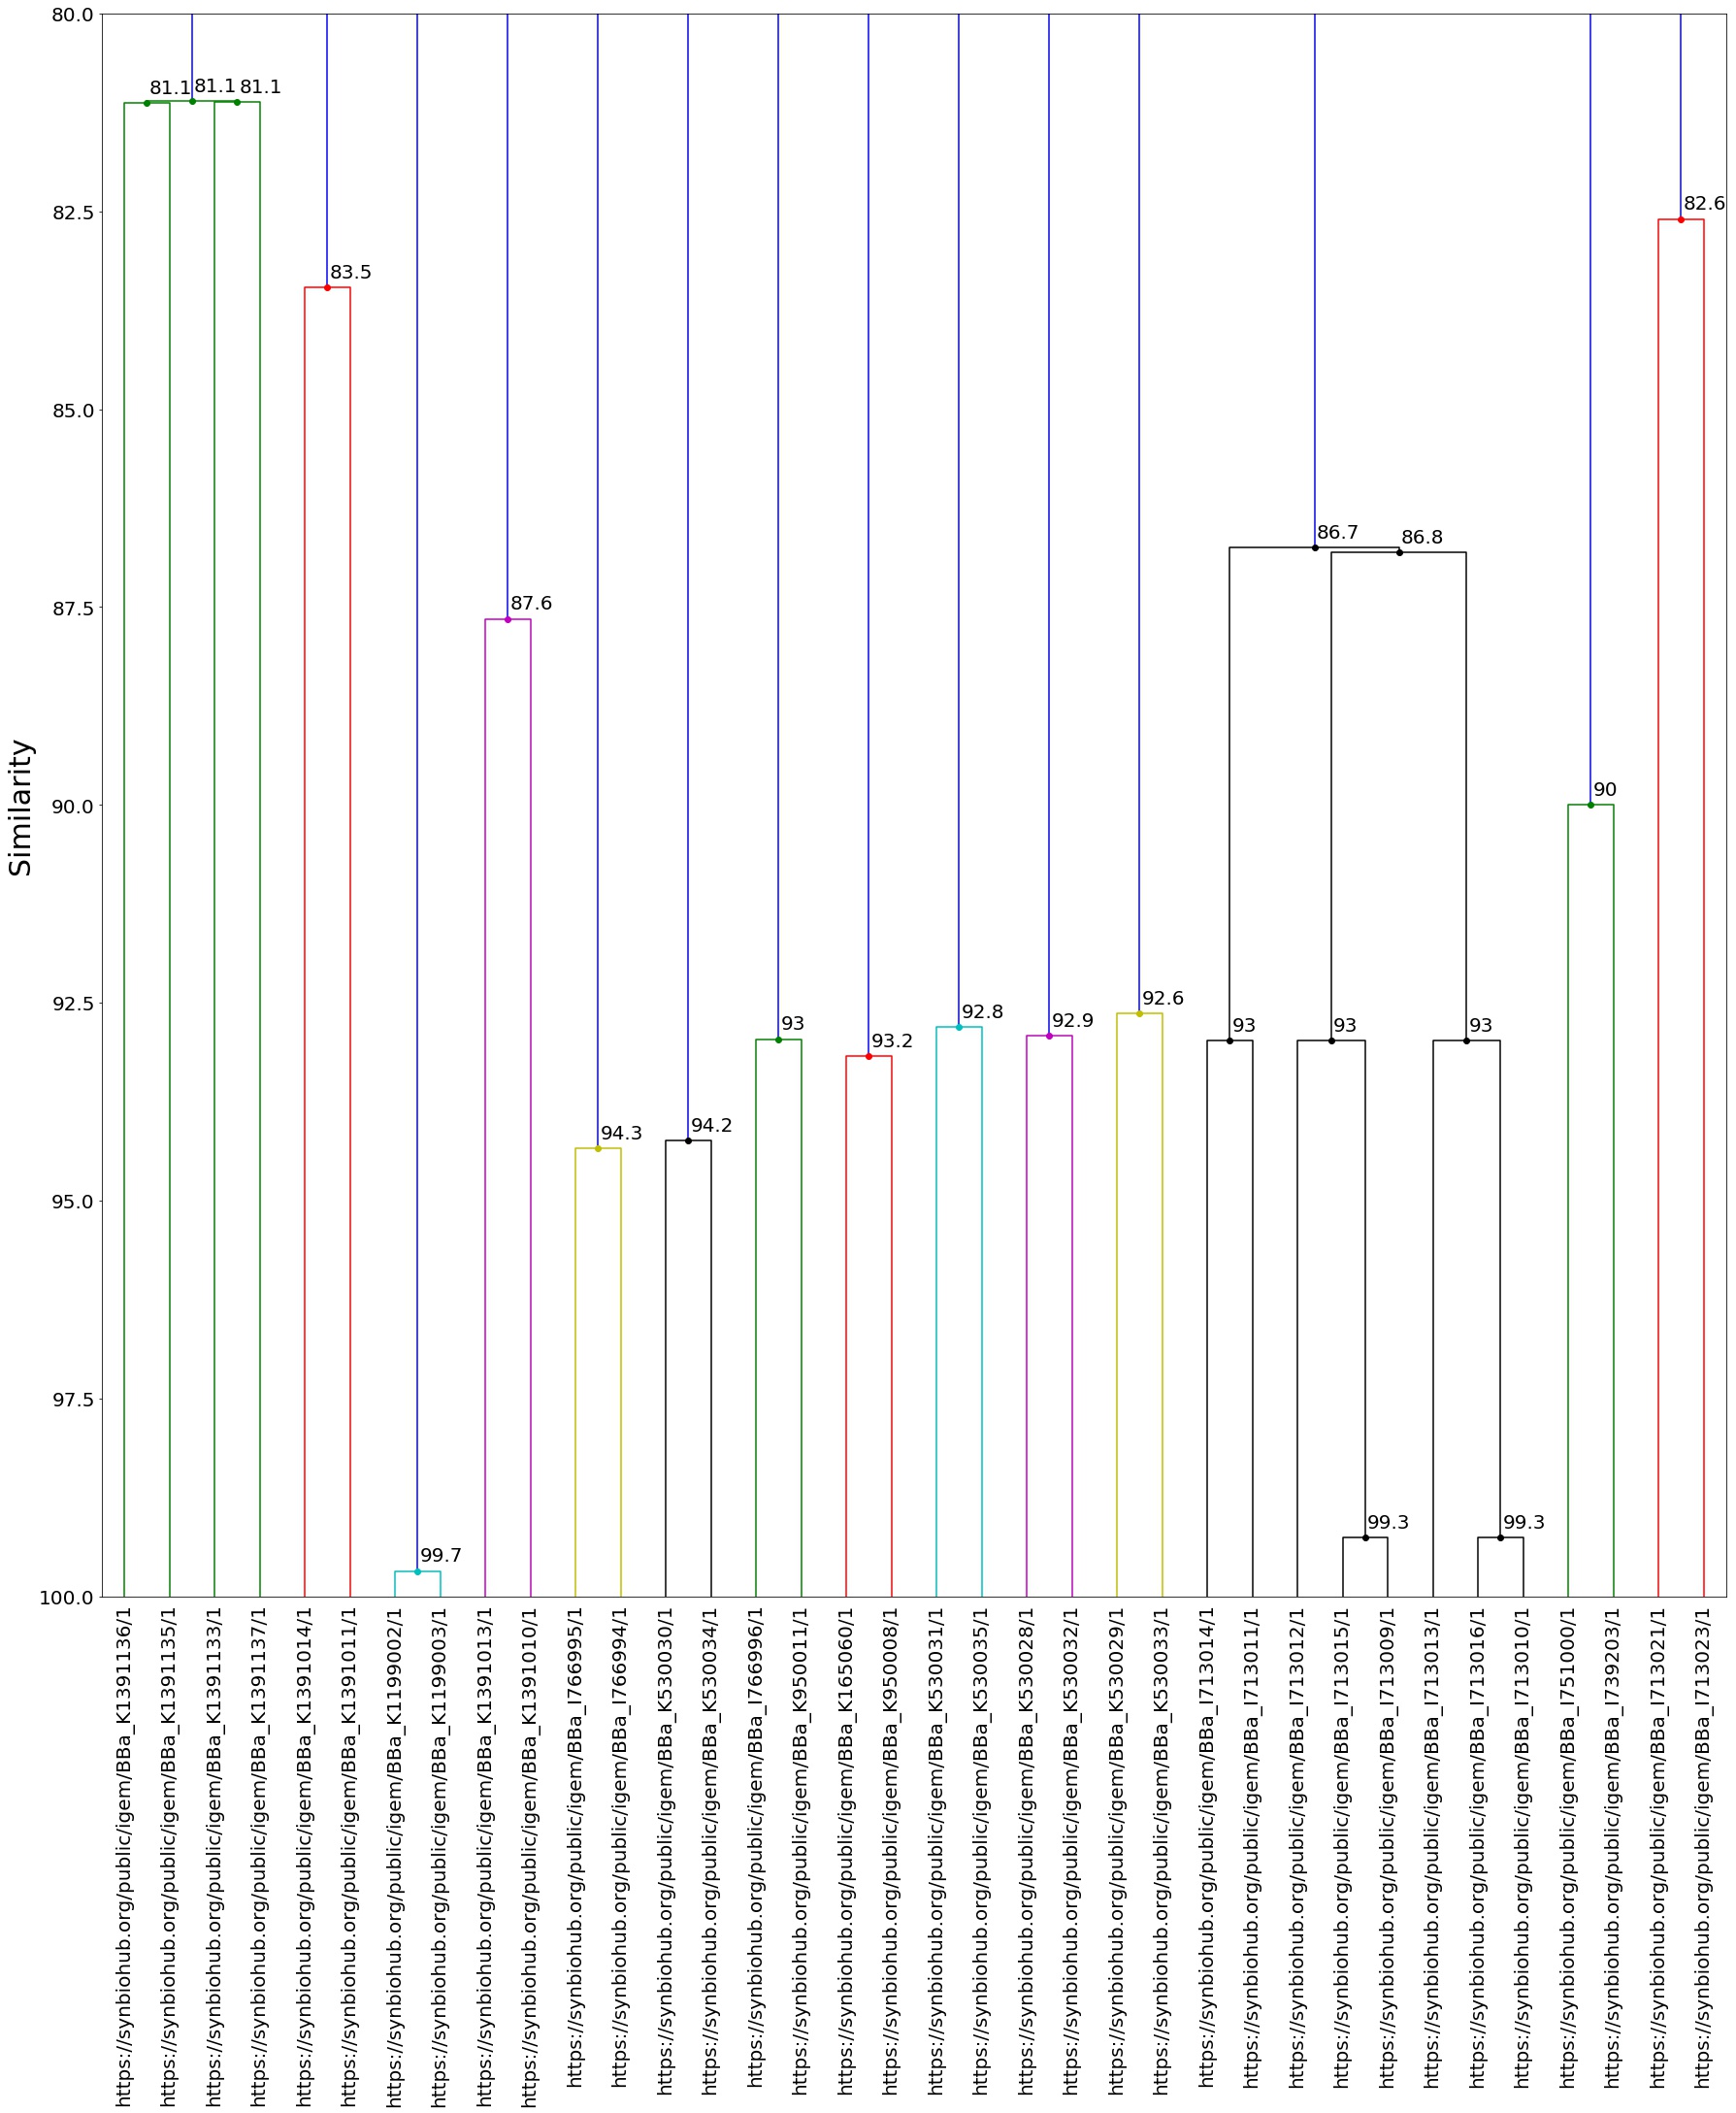 80.0
82.5
85.0
87.5
90.0
92.5
95.0
97.5
100.0
Similarity
81.1
81.1
81.1
83.5
99.7
87.6
94.3
94.2
93
93.2
92.8
92.9
92.6
86.7
86.8
93
93
93
99.3
99.3
90
82.6
https://synbiohub.org/public/igem/BBa_K1391136/1
https://synbiohub.org/public/igem/BBa_K1391135/1
https://synbiohub.org/public/igem/BBa_K1391133/1
https://synbiohub.org/public/igem/BBa_K1391137/1
https://synbiohub.org/public/igem/BBa_K1391014/1
https://synbiohub.org/public/igem/BBa_K1391011/1
https://synbiohub.org/public/igem/BBa_K1199002/1
https://synbiohub.org/public/igem/BBa_K1199003/1
https://synbiohub.org/public/igem/BBa_K1391013/1
https://synbiohub.org/public/igem/BBa_K1391010/1
https://synbiohub.org/public/igem/BBa_I766995/1
https://synbiohub.org/public/igem/BBa_I766994/1
https://synbiohub.org/public/igem/BBa_K530030/1
https://synbiohub.org/public/igem/BBa_K530034/1
https://synbiohub.org/public/igem/BBa_I766996/1
https://synbiohub.org/public/igem/BBa_K950011/1
https://synbiohub.org/public/igem/BBa_K165060/1
https://synbiohub.org/public/igem/BBa_K950008/1
https://synbiohub.org/public/igem/BBa_K530031/1
https://synbiohub.org/public/igem/BBa_K530035/1
https://synbiohub.org/public/igem/BBa_K530028/1
https://synbiohub.org/public/igem/BBa_K530032/1
https://synbiohub.org/public/igem/BBa_K530029/1
https://synbiohub.org/public/igem/BBa_K530033/1
https://synbiohub.org/public/igem/BBa_I713014/1
https://synbiohub.org/public/igem/BBa_I713011/1
https://synbiohub.org/public/igem/BBa_I713012/1
https://synbiohub.org/public/igem/BBa_I713015/1
https://synbiohub.org/public/igem/BBa_I713009/1
https://synbiohub.org/public/igem/BBa_I713013/1
https://synbiohub.org/public/igem/BBa_I713016/1
https://synbiohub.org/public/igem/BBa_I713010/1
https://synbiohub.org/public/igem/BBa_I751000/1
https://synbiohub.org/public/igem/BBa_I739203/1
https://synbiohub.org/public/igem/BBa_I713021/1
https://synbiohub.org/public/igem/BBa_I713023/1